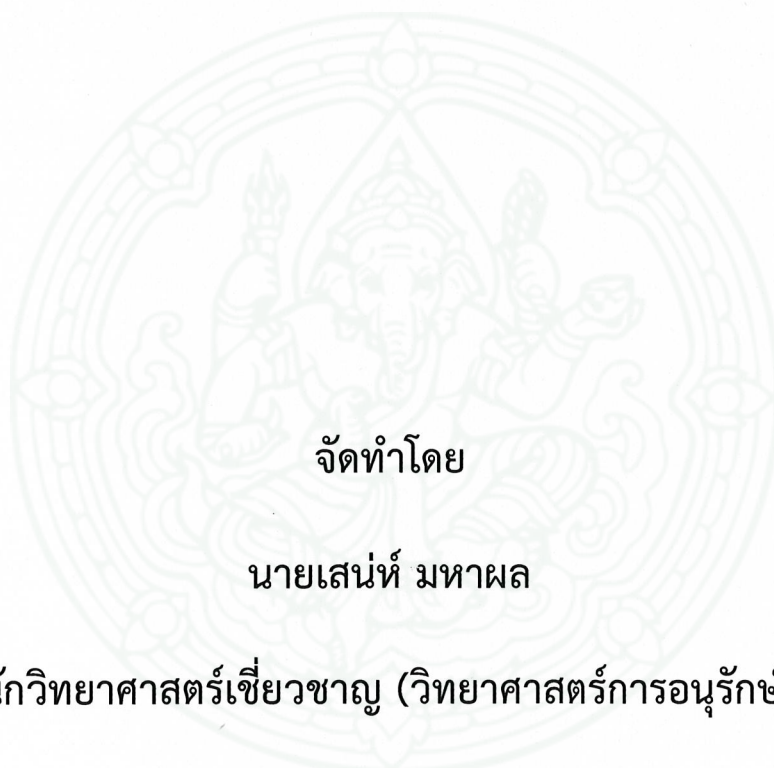 จัดทำโดย
นายเสน่ห์ มหาผล
นักวิทยาศาสตร์เชี่ยวชาญ (วิทยาศาสตร์การอนุรักษ์